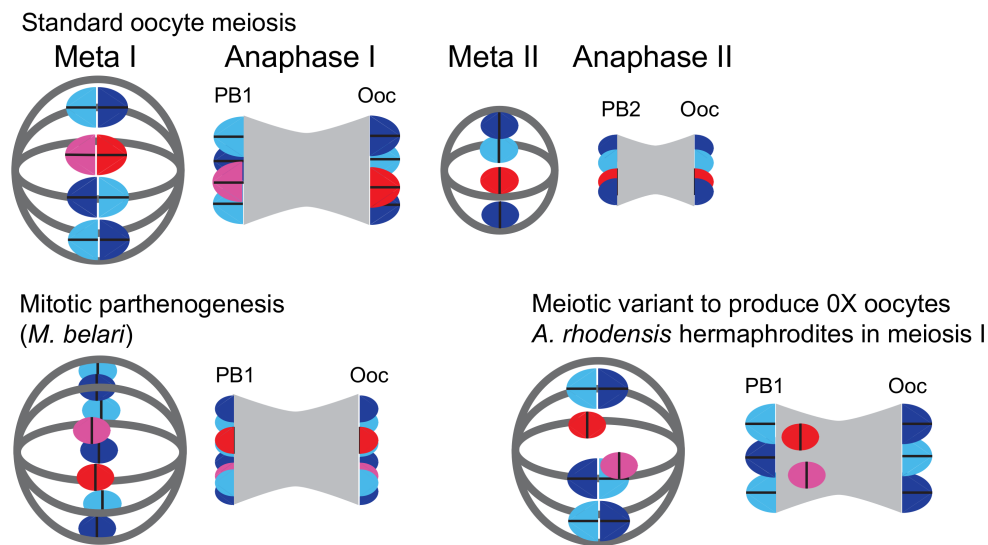 Standard oocyte meiosis
Meta I
Anaphase I
Meta II
Anaphase II
PB1
Ooc
PB2
Ooc
Mitotic parthenogenesis
(M. belari)
PB1
Ooc
Meiotic variant to produce 0X oocytes
A. rhodensis hermaphrodites in meiosis I
PB1
Ooc